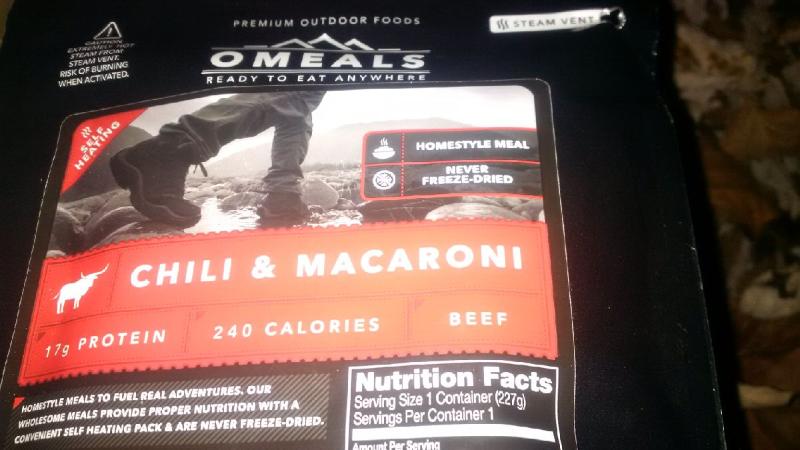 PREMIUM OUTDOOR FOODS
STEAM VENT
CAUTION
EXTREMELY HOT
STEAM FROM
STEAM VENT.
RISK OF BURNING
WHEN ACTIVATED.
OMEALS
READY TO EAT ANYWHERE
SELF
HEATING
HOMESTYLE MEAL
NEVER
FREEZE-DRIED
CHILI & MACARONI
17g PROTEIN
240 CALORIES
BEEF
HOMESTYLE MEALS TO FUEL REAL ADVENTURES. OUR
WHOLESOME MEALS PROVIDE PROPER NUTRITION WITH A
CONVENIENT SELF HEATING PACK & ARE NEVER FREEZE-DRIED.
Nutrition Facts
Serving Size 1 Container (227g)
Servings Per Container 1
Amount Per Serving